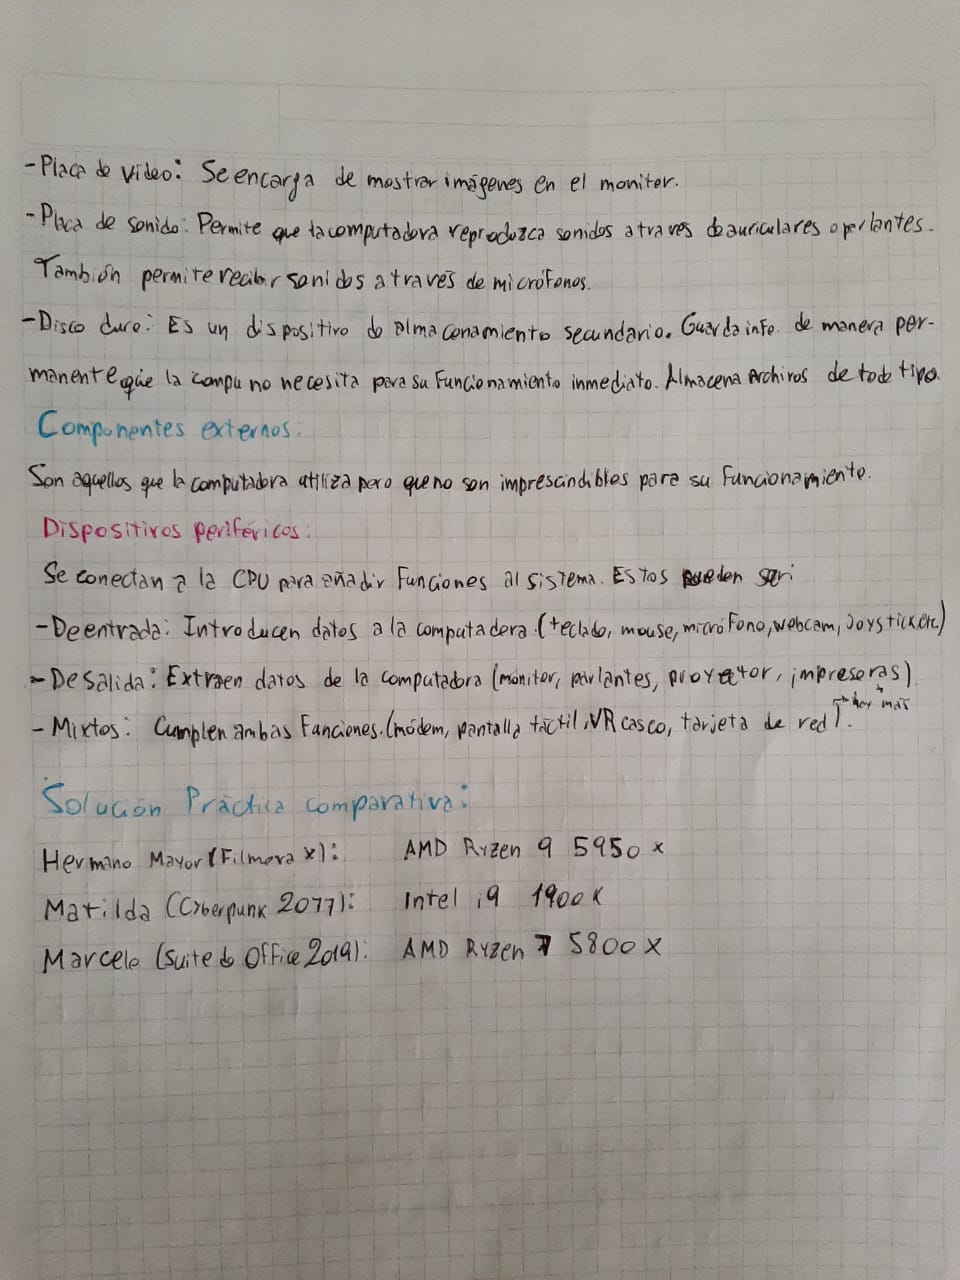 -Placa de video: Se encarga de mostrar imágenes en el monitor.
-Placa de sonido: Permite que la computadora reproduzca sonidos a través de auriculares o parlantes.
También permite recibir sonidos a través de micrófonos.
-Disco duro: Es un dispositivo de almacenamiento secundario. Guarda info. de manera per-
manente que la compu no necesita para su funcionamiento inmediato. Almacena archivos de todo tipo.
Componentes externos:
Son aquellos que la computadora utiliza pero que no son imprescindibles para su funcionamiento.
Dispositivos periféricos:
Se conectan a la CPU para añadir funciones al sistema. Estos pueden ser:
-De entrada: Introducen datos a la computadora. (teclado, mouse, micrófono, webcam, Joystick, etc.)
-De salida: Extraen datos de la computadora (monitor, parlantes, proyector, impresoras)
- Mixtos: Cumplen ambas funciones. (módem, pantalla táctil, VR casco, tarjeta de red). → hay más
Solución Práctica comparativa:
Hermano Mayor (Filmora X): AMD Ryzen 9 5950 x
Matilda (Cyberpunk 2077): Intel i9 1900K
Marcelo (Suite de Office 2019): AMD Ryzen 7 5800 X